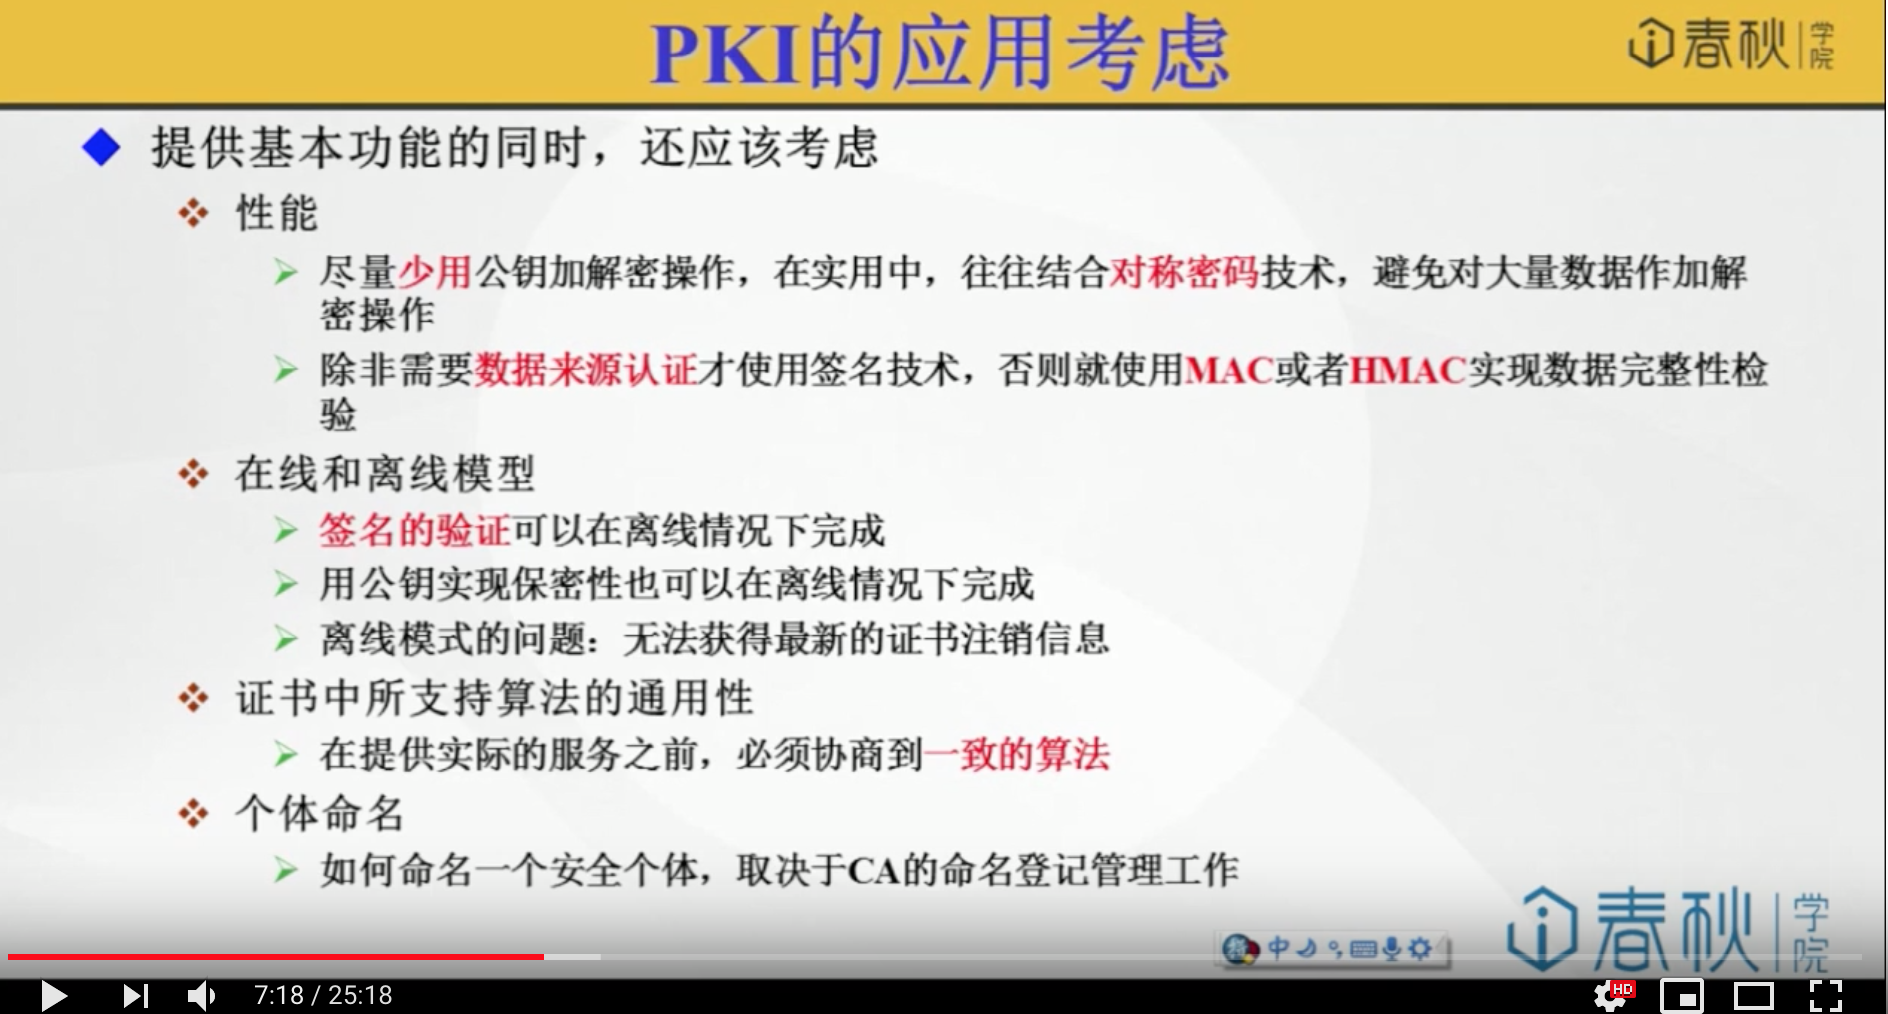 PKI的应用考虑
春秋 学院
提供基本功能的同时，还应该考虑
性能
尽量少用公钥加解密操作，在实用中，往往结合对称密码技术，避免对大量数据作加解
密操作
除非需要数据来源认证才使用签名技术，否则就使用MAC或者HMAC实现数据完整性检
验
在线和离线模型
签名的验证可以在离线情况下完成
用公钥实现保密性也可以在离线情况下完成
离线模式的问题：无法获得最新的证书注销信息
证书中所支持算法的通用性
在提供实际的服务之前，必须协商到一致的算法
个体命名
如何命名一个安全个体，取决于CA的命名登记管理工作
中
春秋 学院
7:18 / 25:18
HD